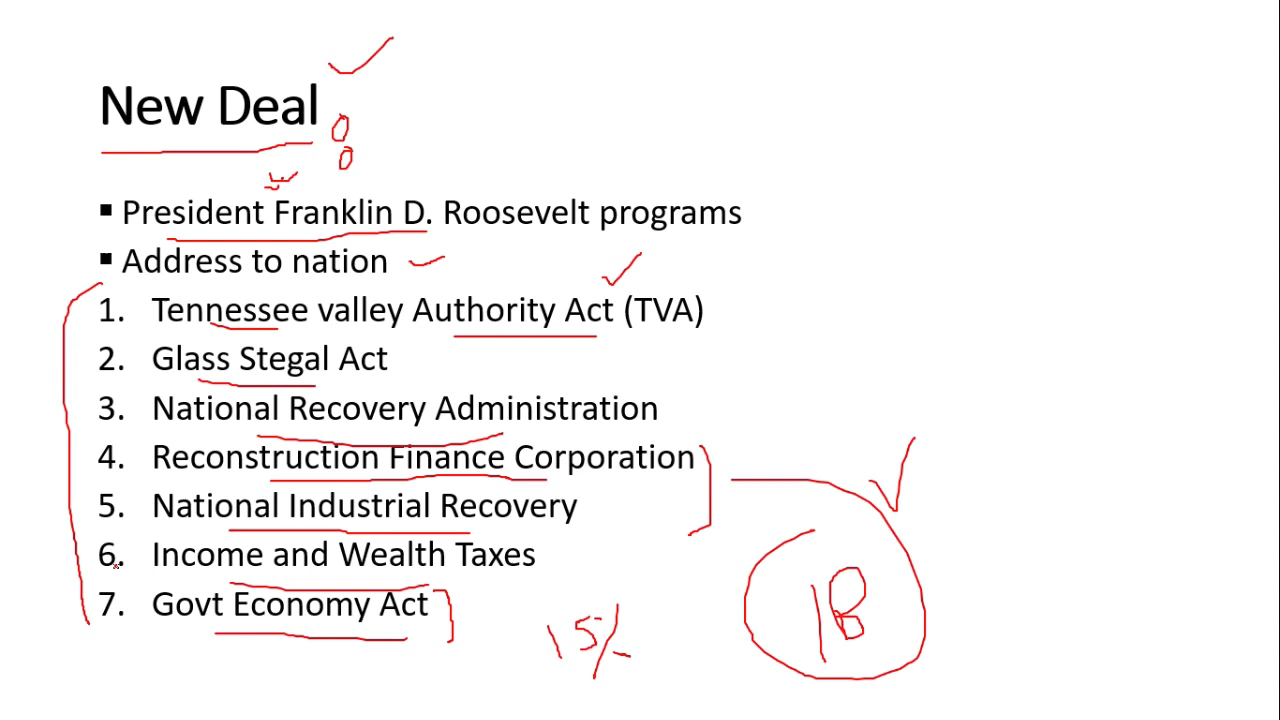 New Deal
▪ President Franklin D. Roosevelt programs
▪ Address to nation
1. Tennessee valley Authority Act (TVA)
2. Glass Stegal Act
3. National Recovery Administration
4. Reconstruction Finance Corporation
5. National Industrial Recovery
6. Income and Wealth Taxes
7. Govt Economy Act
15%